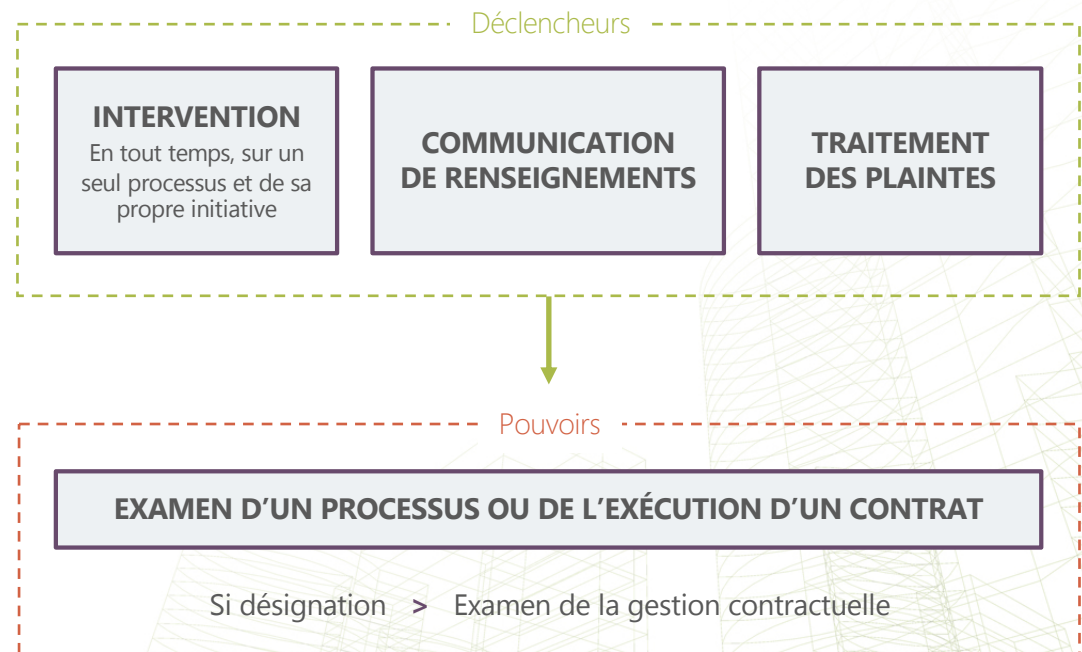 Déclencheurs
INTERVENTION
En tout temps, sur un
seul processus et de sa
propre initiative
COMMUNICATION
DE RENSEIGNEMENTS
TRAITEMENT
DES PLAINTES
Pouvoirs
EXAMEN D’UN PROCESSUS OU DE L’EXÉCUTION D’UN CONTRAT
Si désignation > Examen de la gestion contractuelle